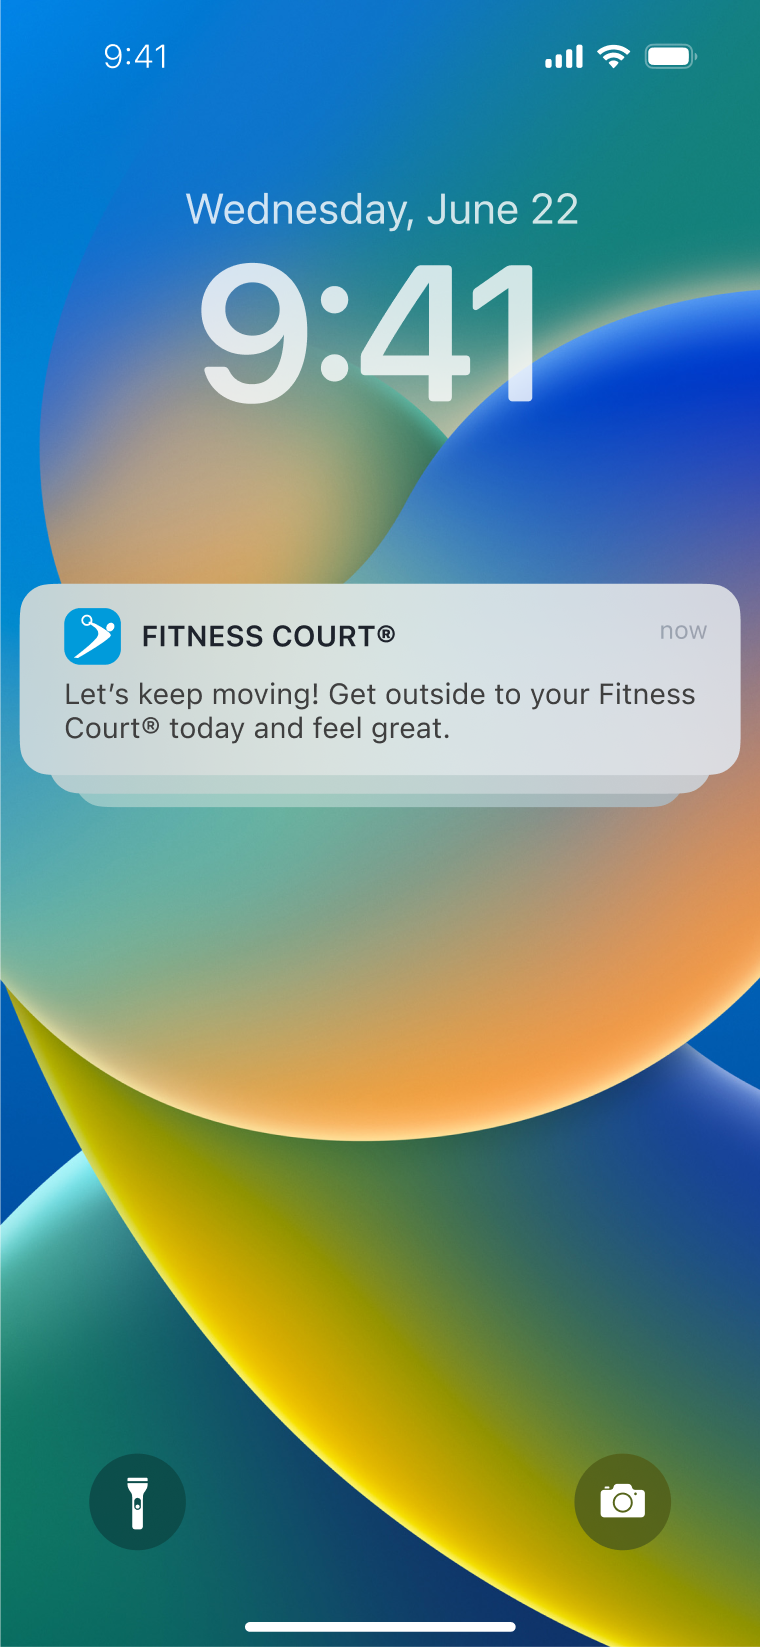 9:41
Wednesday, June 22
9:41
FITNESS COURT®
now
Let’s keep moving! Get outside to your Fitness
Court® today and feel great.